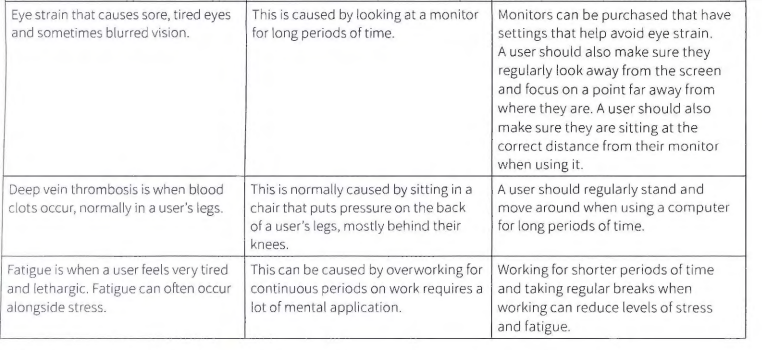 Eye strain that causes sore, tired eyes
and sometimes blurred vision.
This is caused by looking at a monitor
for long periods of time.
Monitors can be purchased that have
settings that help avoid eye strain.
A user should also make sure they
regularly look away from the screen
and focus on a point far away from
where they are. A user should also
make sure they are sitting at the
correct distance from their monitor
when using it.
Deep vein thrombosis is when blood
clots occur, normally in a user's legs.
This is normally caused by sitting in a
chair that puts pressure on the back
of a user's legs, mostly behind their
knees.
A user should regularly stand and
move around when using a computer
for long periods of time.
Fatigue is when a user feels very tired
and lethargic. Fatigue can often occur
alongside stress.
This can be caused by overworking for
continuous periods on work requires a
lot of mental application.
Working for shorter periods of time
and taking regular breaks when
working can reduce levels of stress
and fatigue.